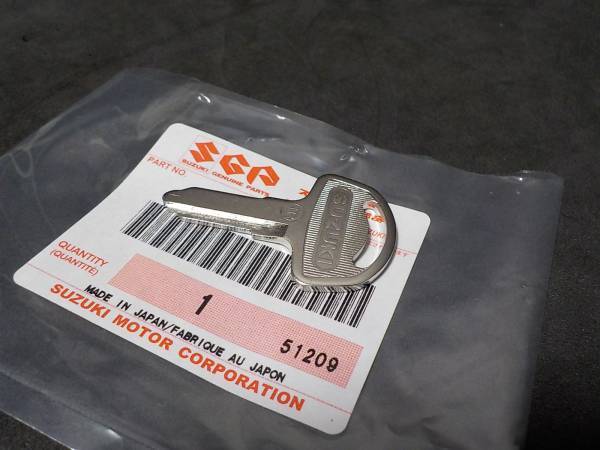 SGP
SUZUKI GENUINE PARTS
PART NO
SUZUKI
QUANTITY
(QUANTITÉ)
1
51209
MADE IN JAPAN/FABRIQUE AU JAPON
SUZUKI MOTOR CORPORATION